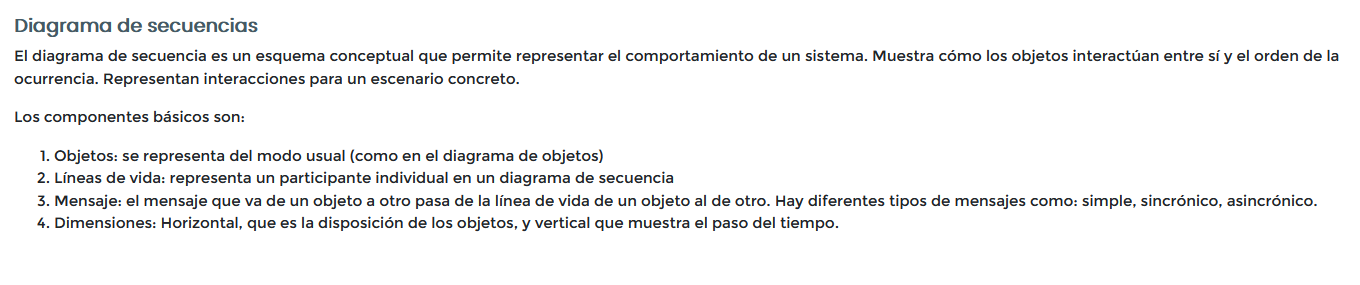 Diagrama de secuencias
El diagrama de secuencia es un esquema conceptual que permite representar el comportamiento de un sistema. Muestra cómo los objetos interactúan entre sí y el orden de la
ocurrencia. Representan interacciones para un escenario concreto.
Los componentes básicos son:
1. Objetos: se representa del modo usual (como en el diagrama de objetos)
2. Líneas de vida: representa un participante individual en un diagrama de secuencia
3. Mensaje: el mensaje que va de un objeto a otro pasa de la línea de vida de un objeto al de otro. Hay diferentes tipos de mensajes como: simple, sincrónico, asincrónico.
4. Dimensiones: Horizontal, que es la disposición de los objetos, y vertical que muestra el paso del tiempo.